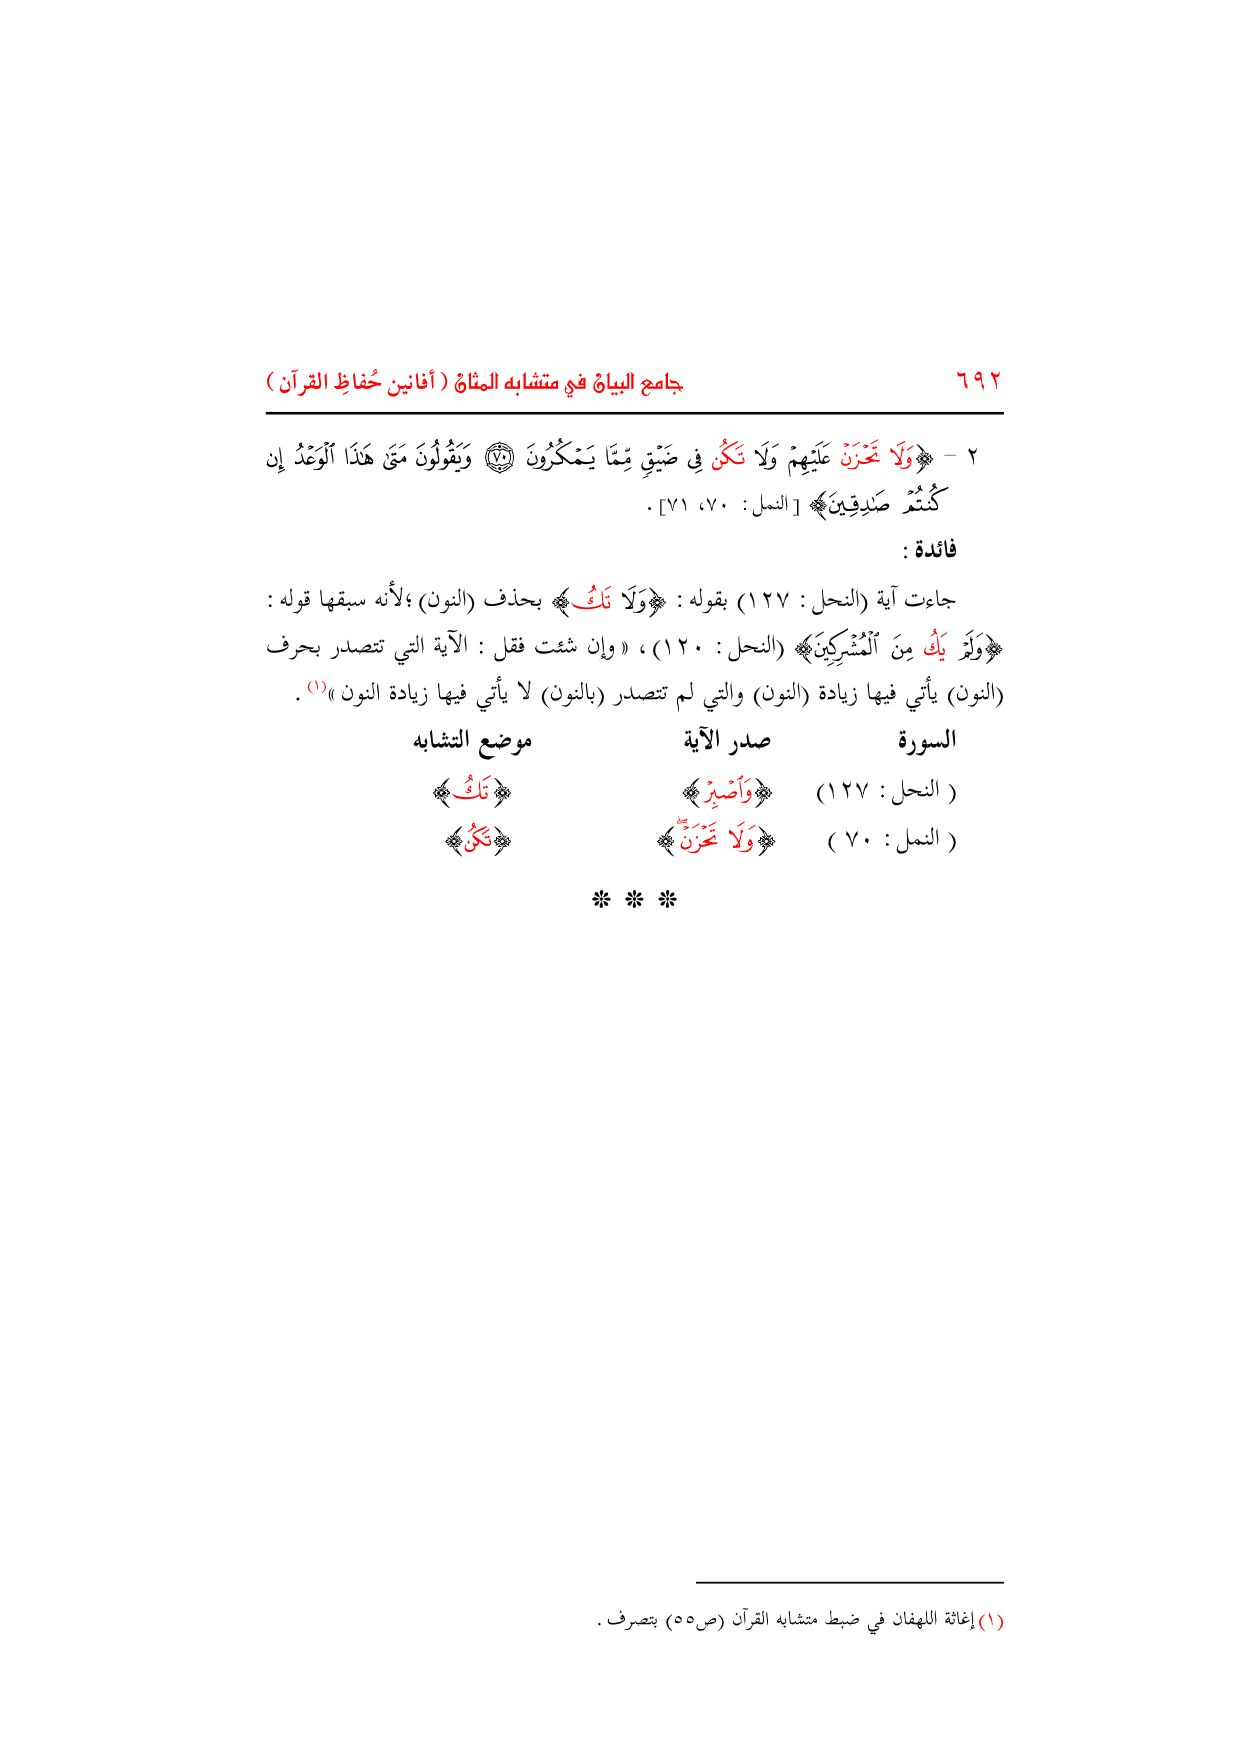 ٦٩٢ جامع البيان في متشابه المثان ( أفانين حُفاظِ القرآن )
٢ - ﴿وَلَا تَحۡزَنۡ عَلَيۡهِمۡ وَلَا تَكُن فِي ضَيۡقٖ مِّمَّا يَمۡكُرُونَ ٧٠ وَيَقُولُونَ مَتَىٰ هَٰذَا ٱلۡوَعۡدُ إِن
كُنتُمۡ صَٰدِقِينَ﴾ [النمل: ٧٠، ٧١] .
فائدة :
جاءت آية (النحل: ١٢٧) بقوله : ﴿وَلَا تَكُ﴾ بحذف (النون) ؛لأنه سبقها قوله :
﴿وَلَمۡ يَكُ مِنَ ٱلۡمُشۡرِكِينَ﴾ (النحل: ١٢٠) ، « وإن شئت فقل : الآية التي تتصدر بحرف
(النون) يأتي فيها زيادة (النون) والتي لم تتصدر (بالنون) لا يأتي فيها زيادة النون »(١) .
السورة صدر الآية موضع التشابه
( النحل : ١٢٧) ﴿وَٱصۡبِرۡ﴾ ﴿تَكُ﴾
( النمل : ٧٠ ) ﴿وَلَا تَحۡزَنۡۖ﴾ ﴿تَكُنْ﴾
❊ ❊ ❊
(١) إغاثة اللهفان في ضبط متشابه القرآن (ص٥٥) بتصرف .